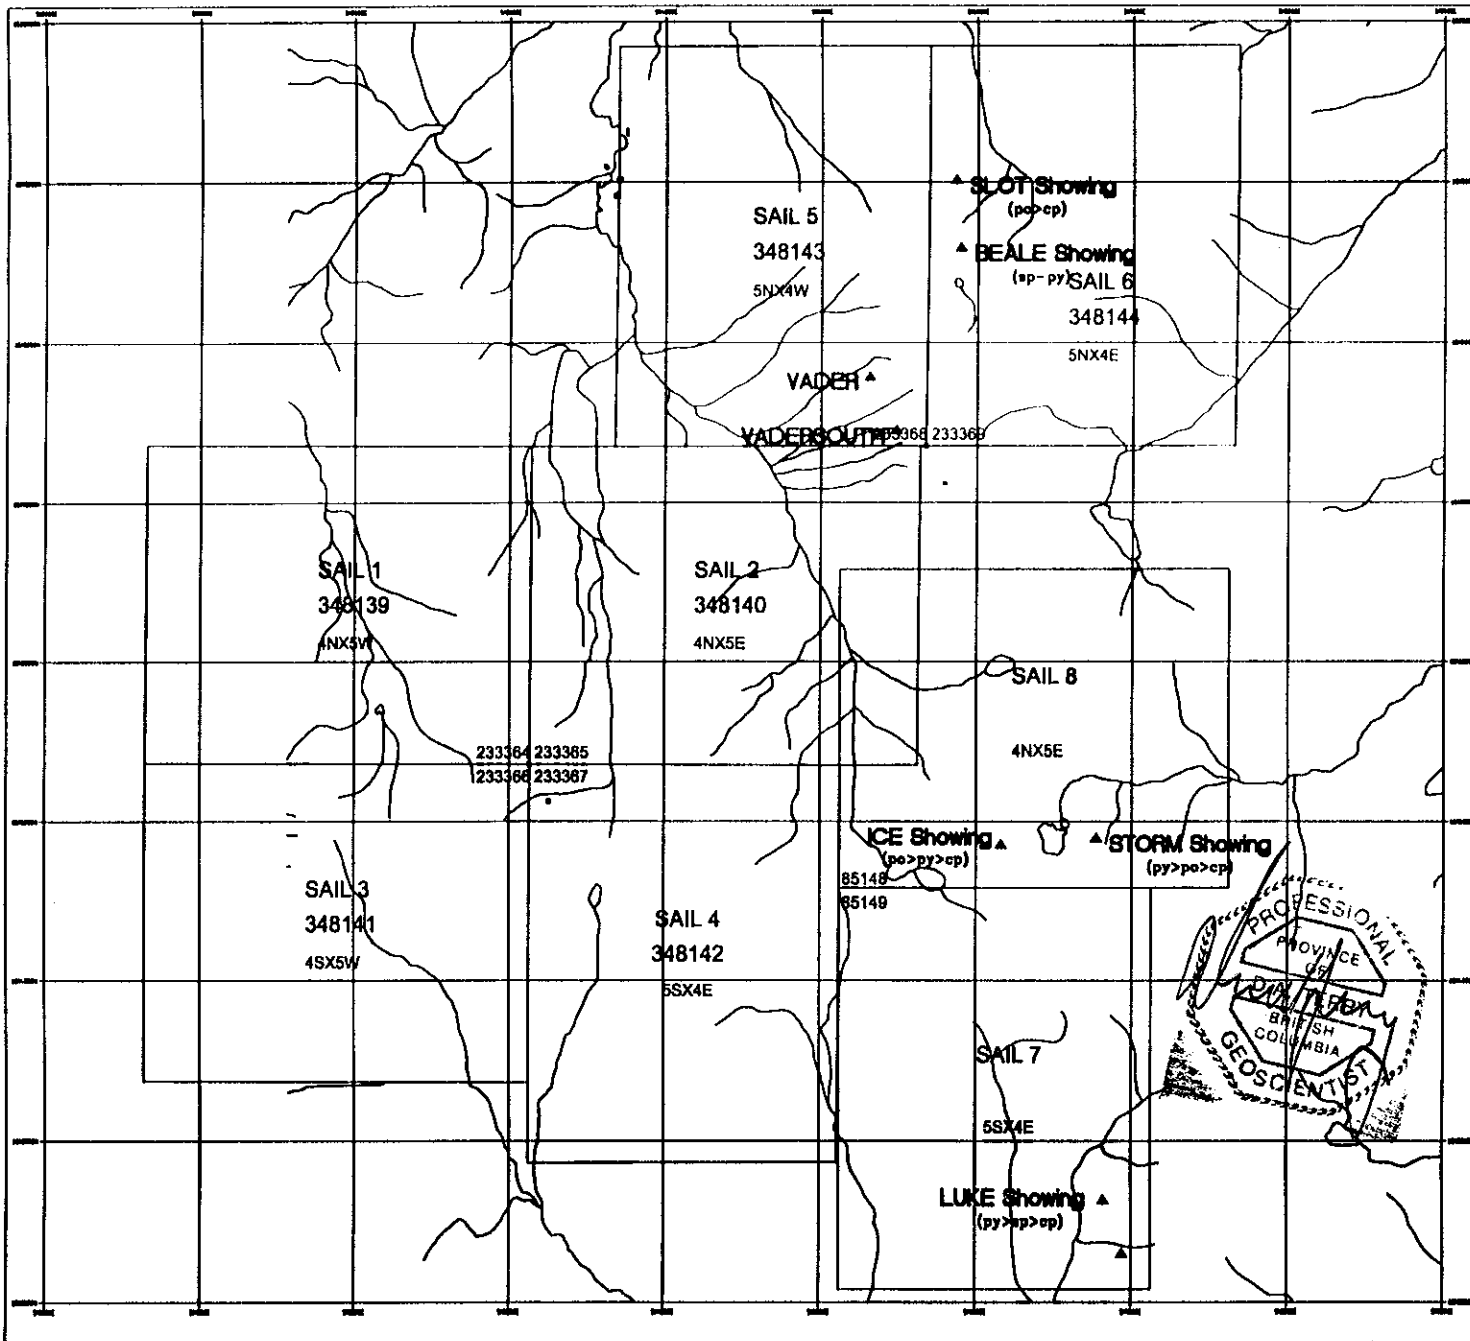 SLOT Showing
(po>cp)
SAIL 5
348143
5NX4W
BEALE Showing
(sp-py)
SAIL 6
348144
5NX4E
VADER
VADERSOUTH
233368 233369
SAIL 1
348139
4NX5W
SAIL 2
348140
4NX5E
SAIL 8
4NX5E
233364 233365
233366 233367
ICE Showing
(po>py>cp)
STORM Showing
(py>po>cp)
85148
85149
SAIL 3
348141
4SX5W
SAIL 4
348142
5SX4E
SAIL 7
5SX4E
LUKE Showing
(py>sp>cp)
PROFESSIONAL
PROVINCE
OF
BRITISH
COLUMBIA
GEOSCIENTIST